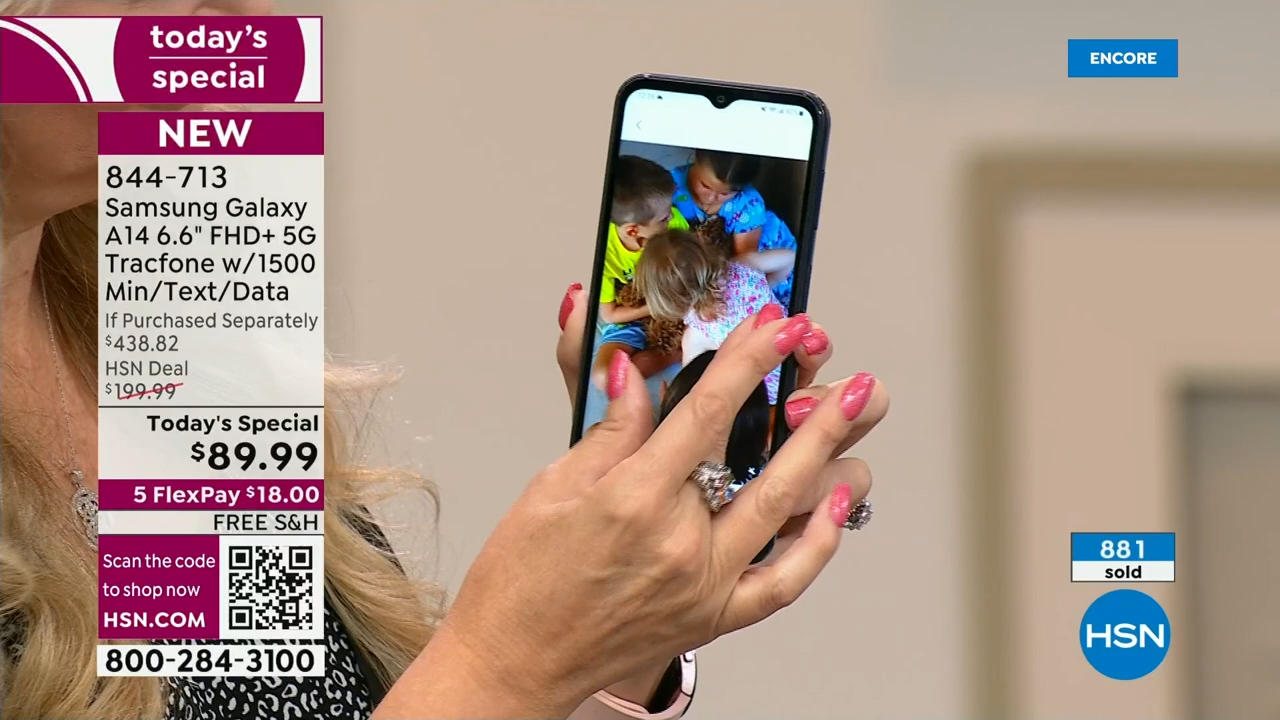 today's
special
NEW
844-713
Samsung Galaxy
A14 6.6" FHD+ 5G
Tracfone w/1500
Min/Text/Data
If Purchased Separately
$438.82
HSN Deal
$199.99
Today's Special
$89.99
5 FlexPay $18.00
FREE S&H
Scan the code
to shop now
HSN.COM
800-284-3100
ENCORE
881
sold
HSN